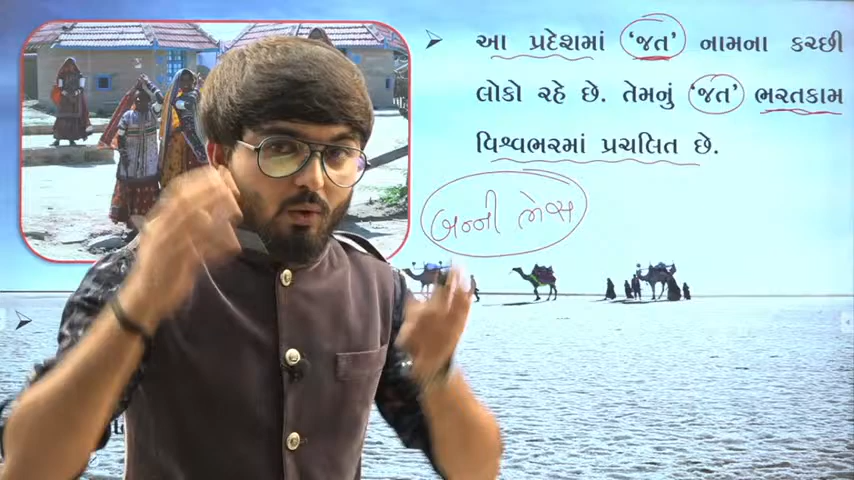 આ પ્રદેશમાં ‘જત’ નામના કચ્છી
લોકો રહે છે. તેમનું ‘જત’ ભરતકામ
વિશ્વભરમાં પ્રચલિત છે.
બન્ની ભેંસ